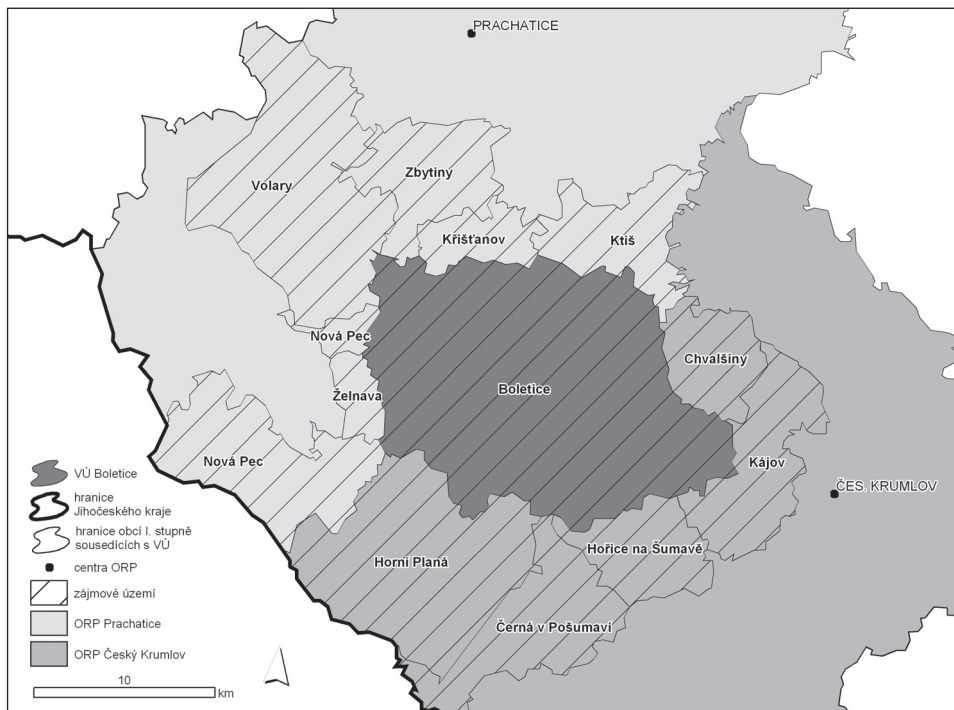 PRACHATICE
Volary
Zbytiny
Křišťanov
Ktiš
Nová Pec
Chvalšiny
Želnava
Boletice
Nová Pec
Kájov
ČES. KRUMLOV
Hořice na Šumavě
Horní Planá
Černá v Pošumaví
VÚ Boletice
hranice
Jihočeského kraje
hranice obcí I. stupně
sousedících s VÚ
centra ORP
zájmové území
ORP Prachatice
ORP Český Krumlov
10
km